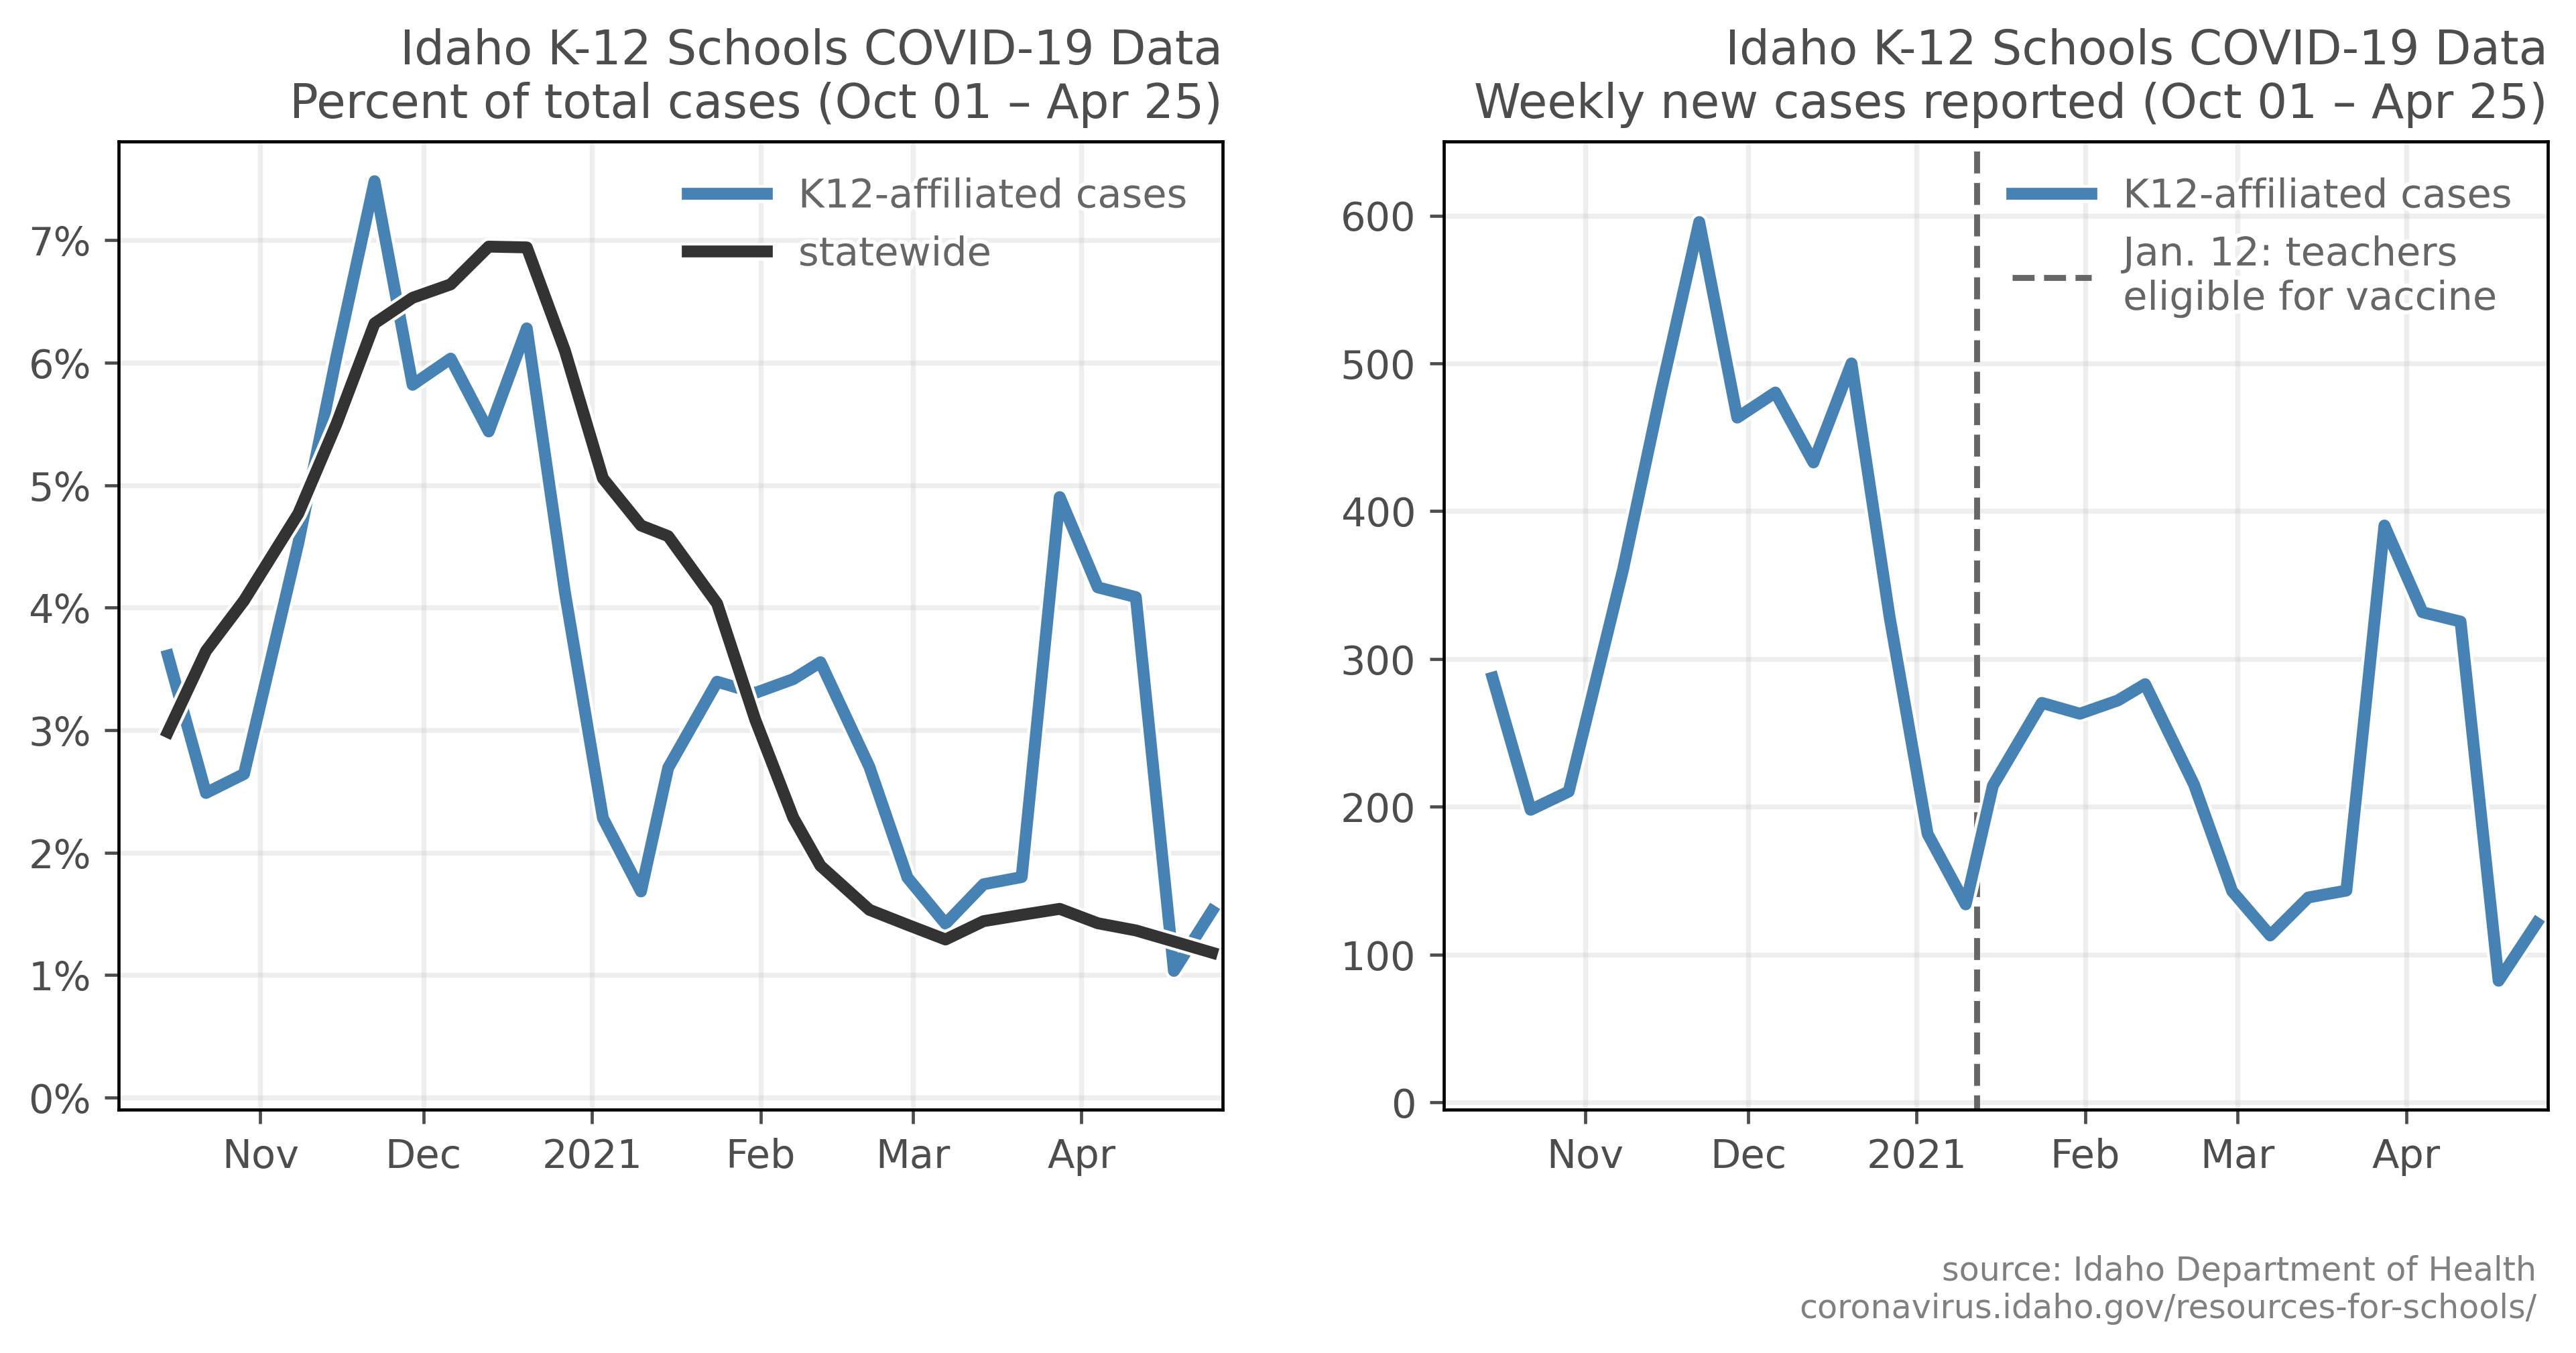 Idaho K-12 Schools COVID-19 Data
Percent of total cases (Oct 01 – Apr 25)
K12-affiliated cases
statewide
7%
6%
5%
4%
3%
2%
1%
0%
Nov
Dec
2021
Feb
Mar
Apr
Idaho K-12 Schools COVID-19 Data
Weekly new cases reported (Oct 01 – Apr 25)
K12-affiliated cases
Jan. 12: teachers
eligible for vaccine
600
500
400
300
200
100
0
Nov
Dec
2021
Feb
Mar
Apr
source: Idaho Department of Health
coronavirus.idaho.gov/resources-for-schools/